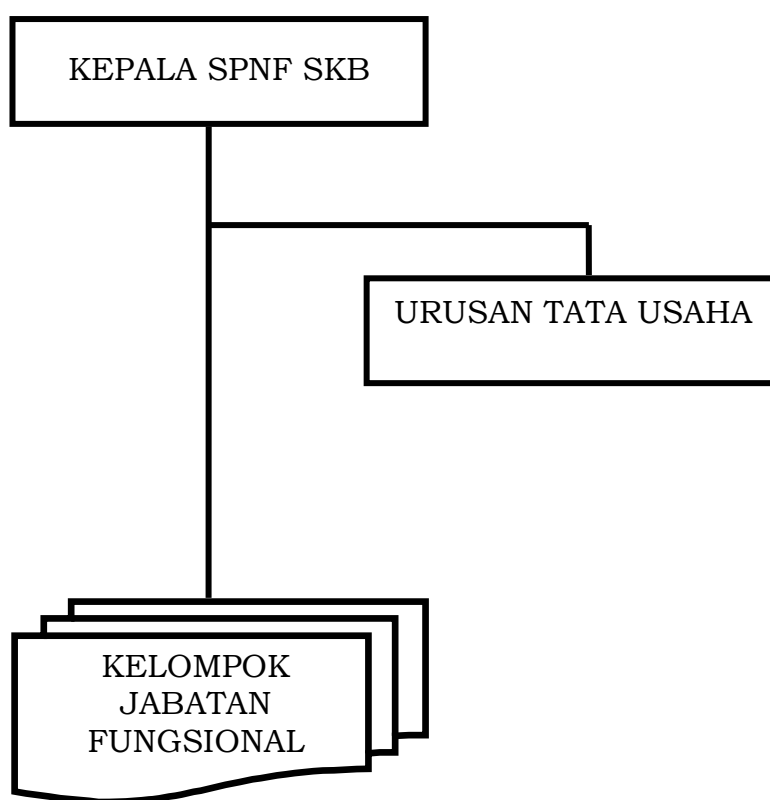 KEPALA SPNF SKB
URUSAN TATA USAHA
KELOMPOK
JABATAN
FUNGSIONAL